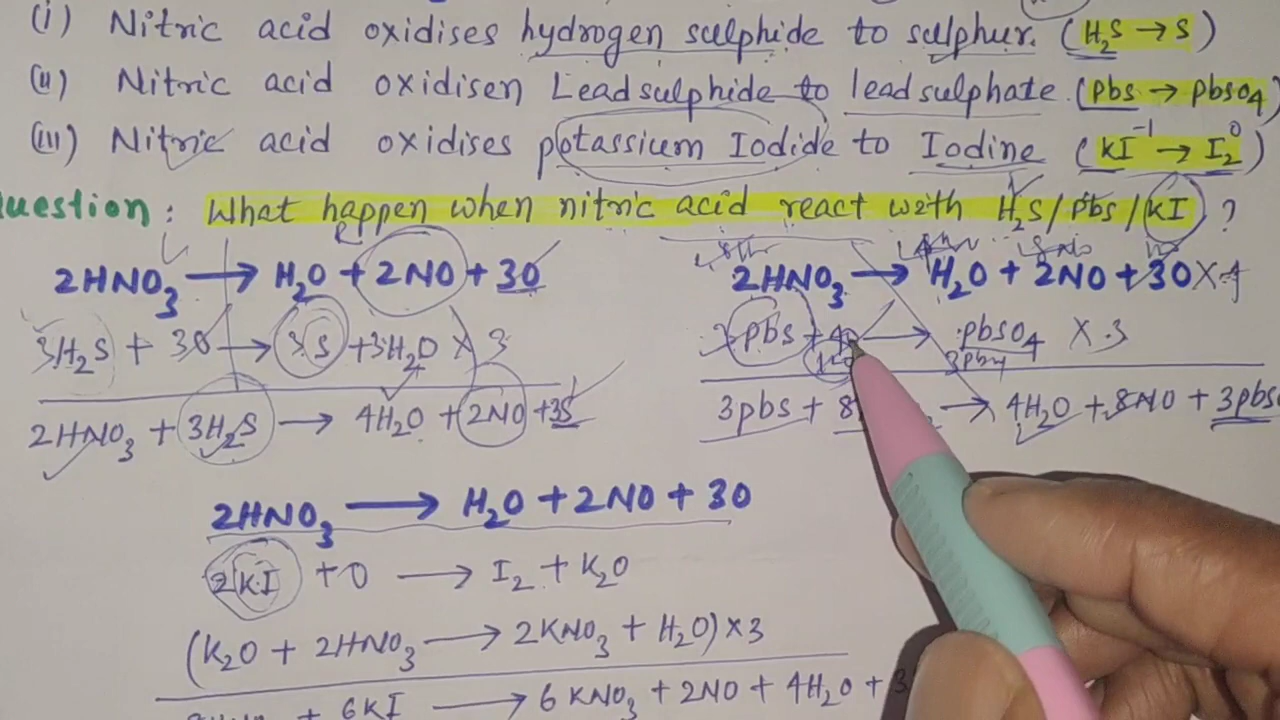 (i) Nitric acid oxidises hydrogen sulphide to sulphur. (H₂S → S)
(ii) Nitric acid oxidisen Lead sulphide to lead sulphate. (Pbs → pbso₄)
(iii) Nitric acid oxidises potassium Iodide to Iodine (KI⁻¹ → I₂⁰)
uestion: What happen when nitric acid react with H₂S/Pbs/KI?
2HNO₃ → H₂O + 2NO + 3O
3H₂S + 3O → 3S + 3H₂O × 3
2HNO₃ + 3H₂S → 4H₂O + 2NO + 3S
2HNO₃ → H₂O + 2NO + 3O × 4
pbs + 4O → pbso₄ × 3
3pbs + 8 → 4H₂O + 8NO + 3pbs
2HNO₃ → H₂O + 2NO + 3O
2KI + O → I₂ + K₂O
(K₂O + 2HNO₃ → 2KNO₃ + H₂O) × 3
+ 6KI → 6KNO₃ + 2NO + 4H₂O + 3